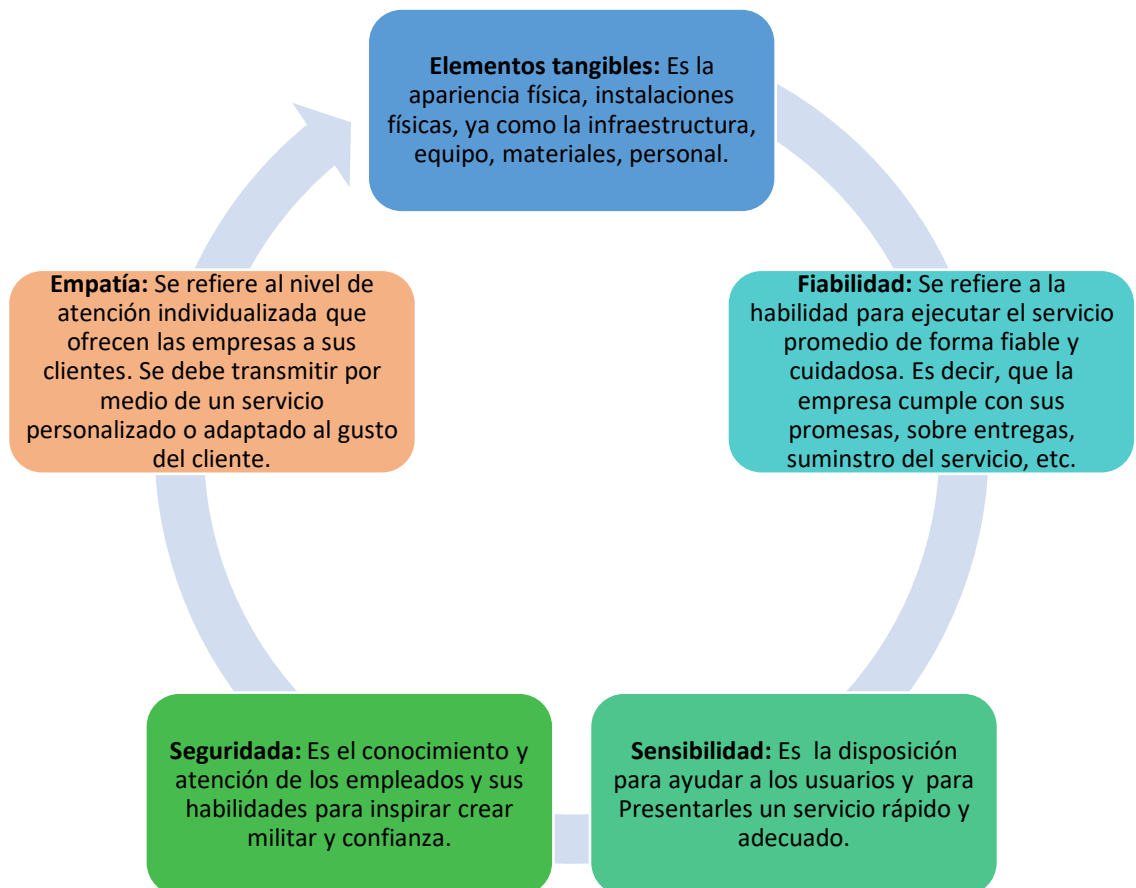 Elementos tangibles: Es la
apariencia física, instalaciones
físicas, ya como la infraestructura,
equipo, materiales, personal.
Fiabilidad: Se refiere a la
habilidad para ejecutar el servicio
promedio de forma fiable y
cuidadosa. Es decir, que la
empresa cumple con sus
promesas, sobre entregas,
suminstro del servicio, etc.
Sensibilidad: Es la disposición
para ayudar a los usuarios y para
Presentarles un servicio rápido y
adecuado.
Seguridada: Es el conocimiento y
atención de los empleados y sus
habilidades para inspirar crear
militar y confianza.
Empatía: Se refiere al nivel de
atención individualizada que
ofrecen las empresas a sus
clientes. Se debe transmitir por
medio de un servicio
personalizado o adaptado al gusto
del cliente.